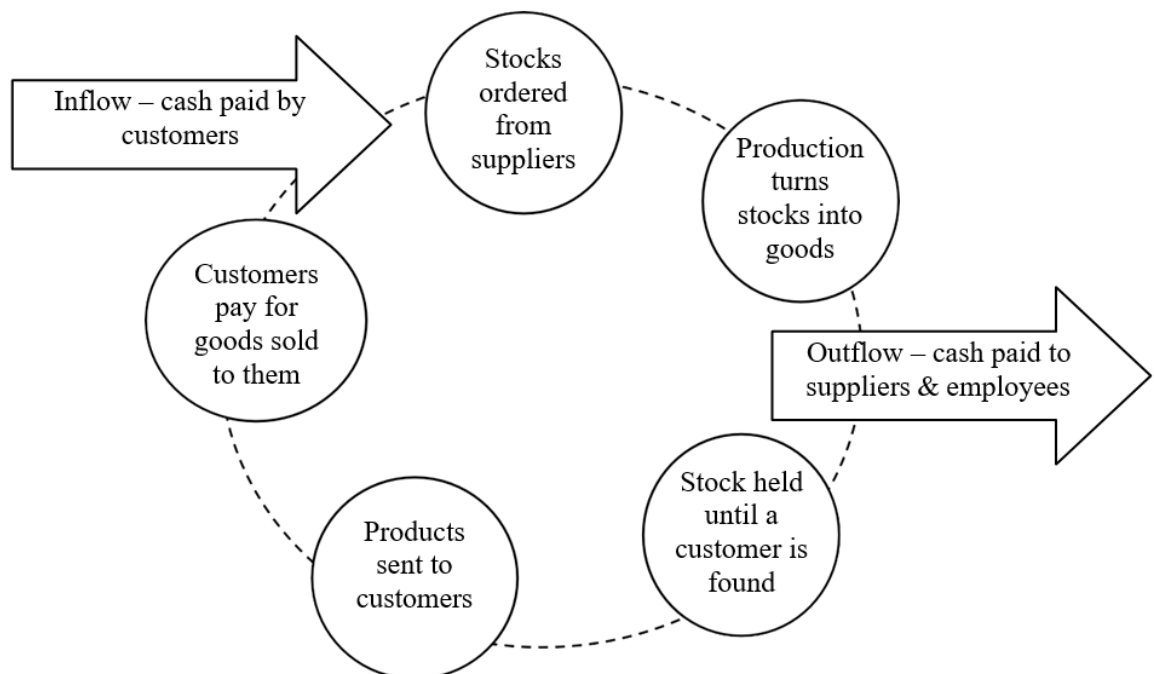 Inflow – cash paid by
customers
Stocks
ordered
from
suppliers
Production
turns
stocks into
goods
Outflow – cash paid to
suppliers & employees
Stock held
until a
customer is
found
Products
sent to
customers
Customers
pay for
goods sold
to them